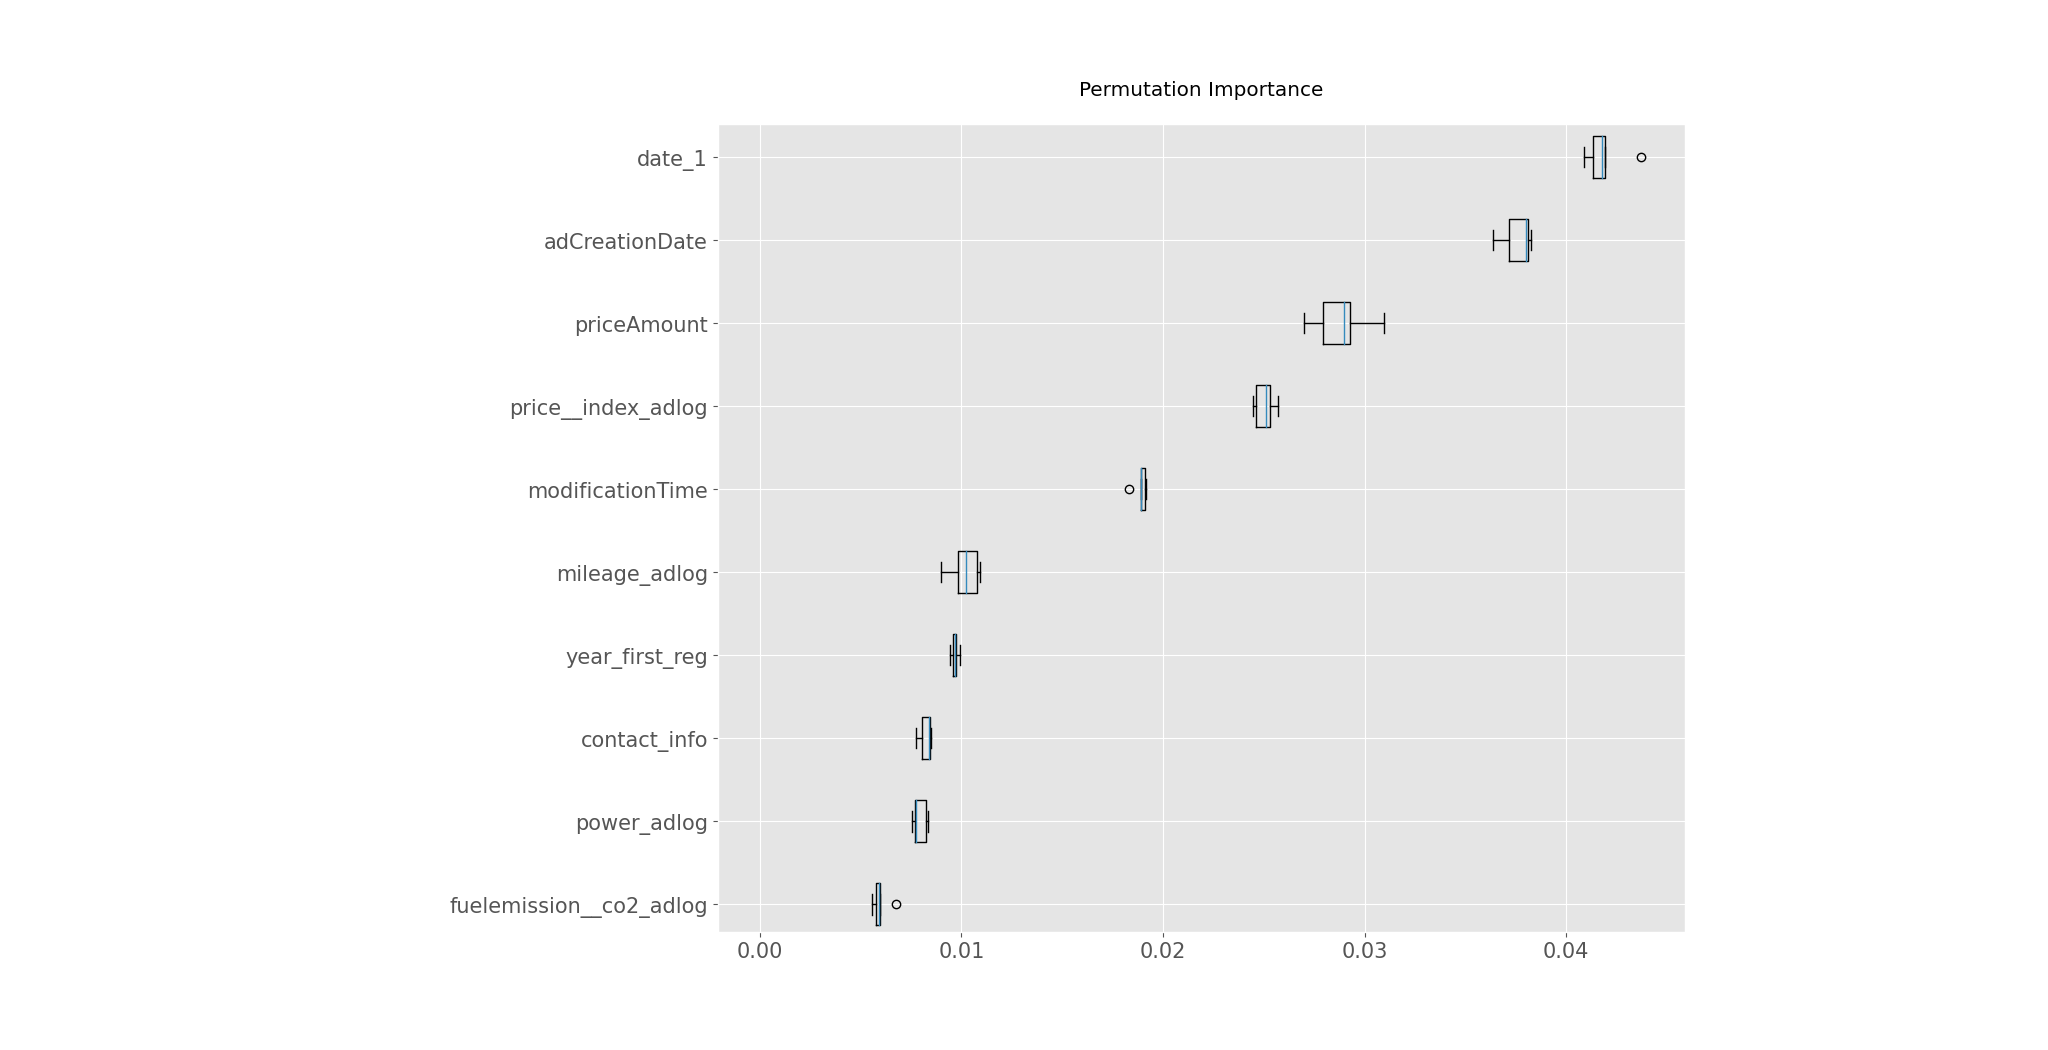 Permutation Importance
date_1
adCreationDate
priceAmount
price__index_adlog
modificationTime
mileage_adlog
year_first_reg
contact_info
power_adlog
fuelemission__co2_adlog
0.00 0.01 0.02 0.03 0.04